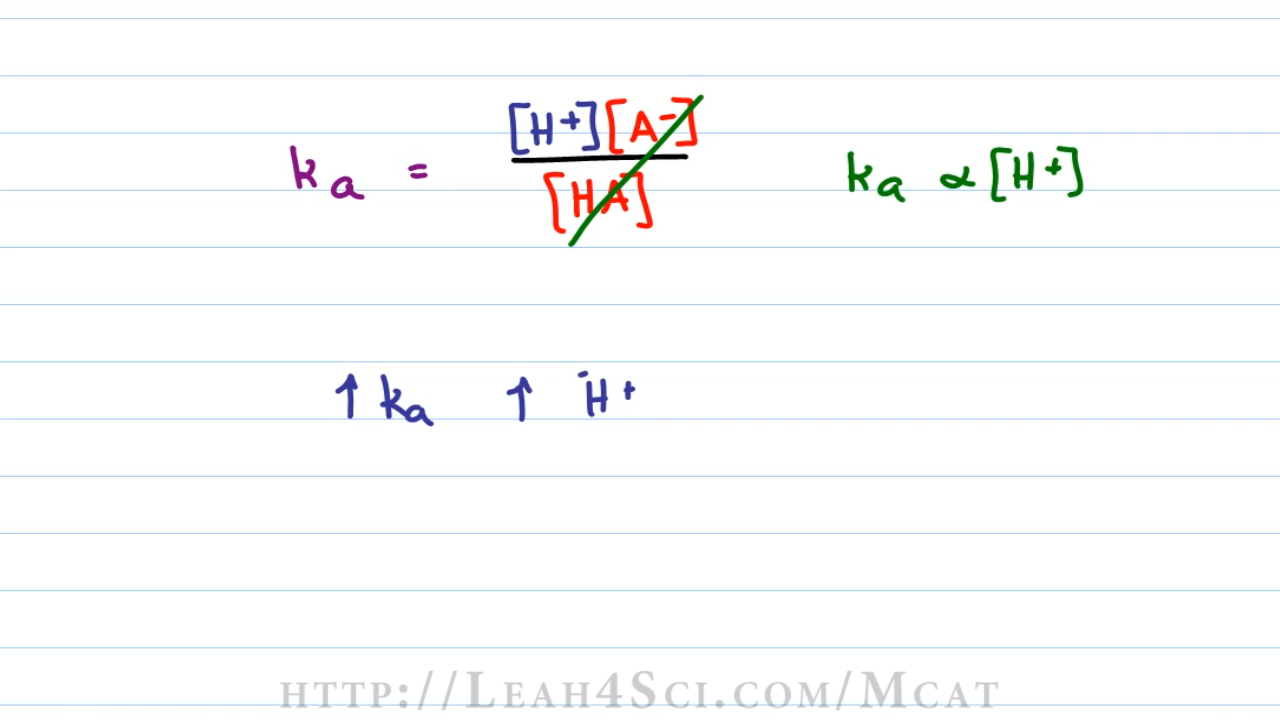 ka = [H+][A-]/[HA] ka ∝ [H+]
↑ ka ↑ H+
HTTP://LEAH4SCI.COM/MCAT